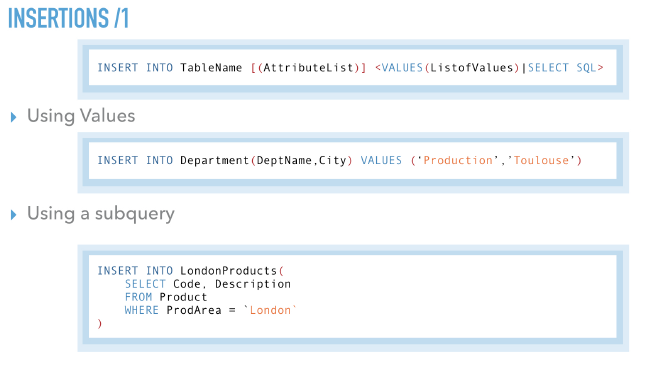 INSERTIONS /1
INSERT INTO TableName [(AttributeList)] <VALUES(ListofValues)|SELECT SQL>
Using Values
INSERT INTO Department(DeptName,City) VALUES (‘Production’,’Toulouse’)
Using a subquery
INSERT INTO LondonProducts(
SELECT Code, Description
FROM Product
WHERE ProdArea = `London`
)